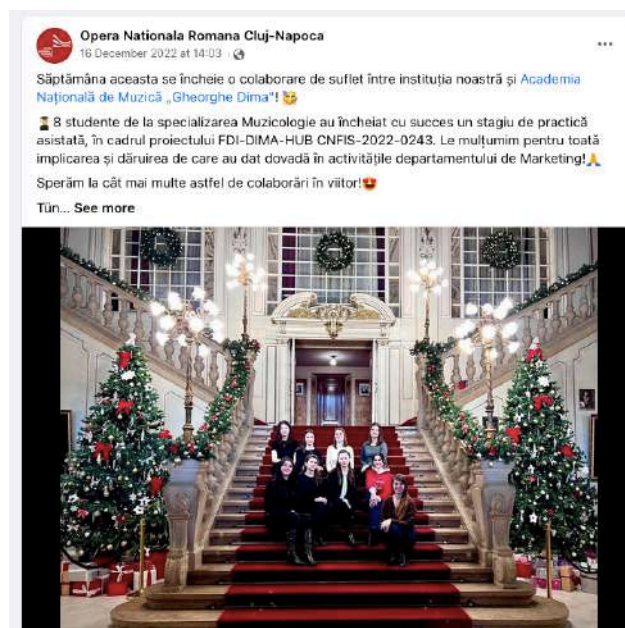 Opera Nationala Romana Cluj-Napoca
16 December 2022 at 14:03 ·
Săptămâna aceasta se încheie o colaborare de suflet între instituția noastră și Academia
Națională de Muzică „Gheorghe Dima"!
8 studente de la specializarea Muzicologie au încheiat cu succes un stagiu de practică
asistată, în cadrul proiectului FDI-DIMA-HUB CNFIS-2022-0243. Le mulțumim pentru toată
implicarea și dăruirea de care au dat dovadă în activitățile departamentului de Marketing!
Sperăm la cât mai multe astfel de colaborări în viitor!
Tün... See more